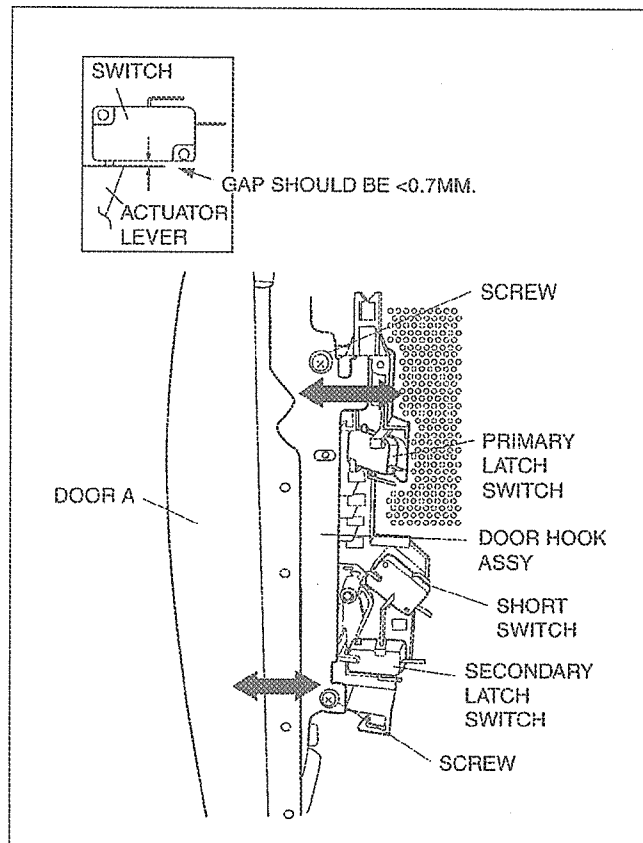 SWITCH
GAP SHOULD BE <0.7MM.
ACTUATOR
LEVER
SCREW
PRIMARY
LATCH
SWITCH
DOOR A
DOOR HOOK
ASSY
SHORT
SWITCH
SECONDARY
LATCH
SWITCH
SCREW